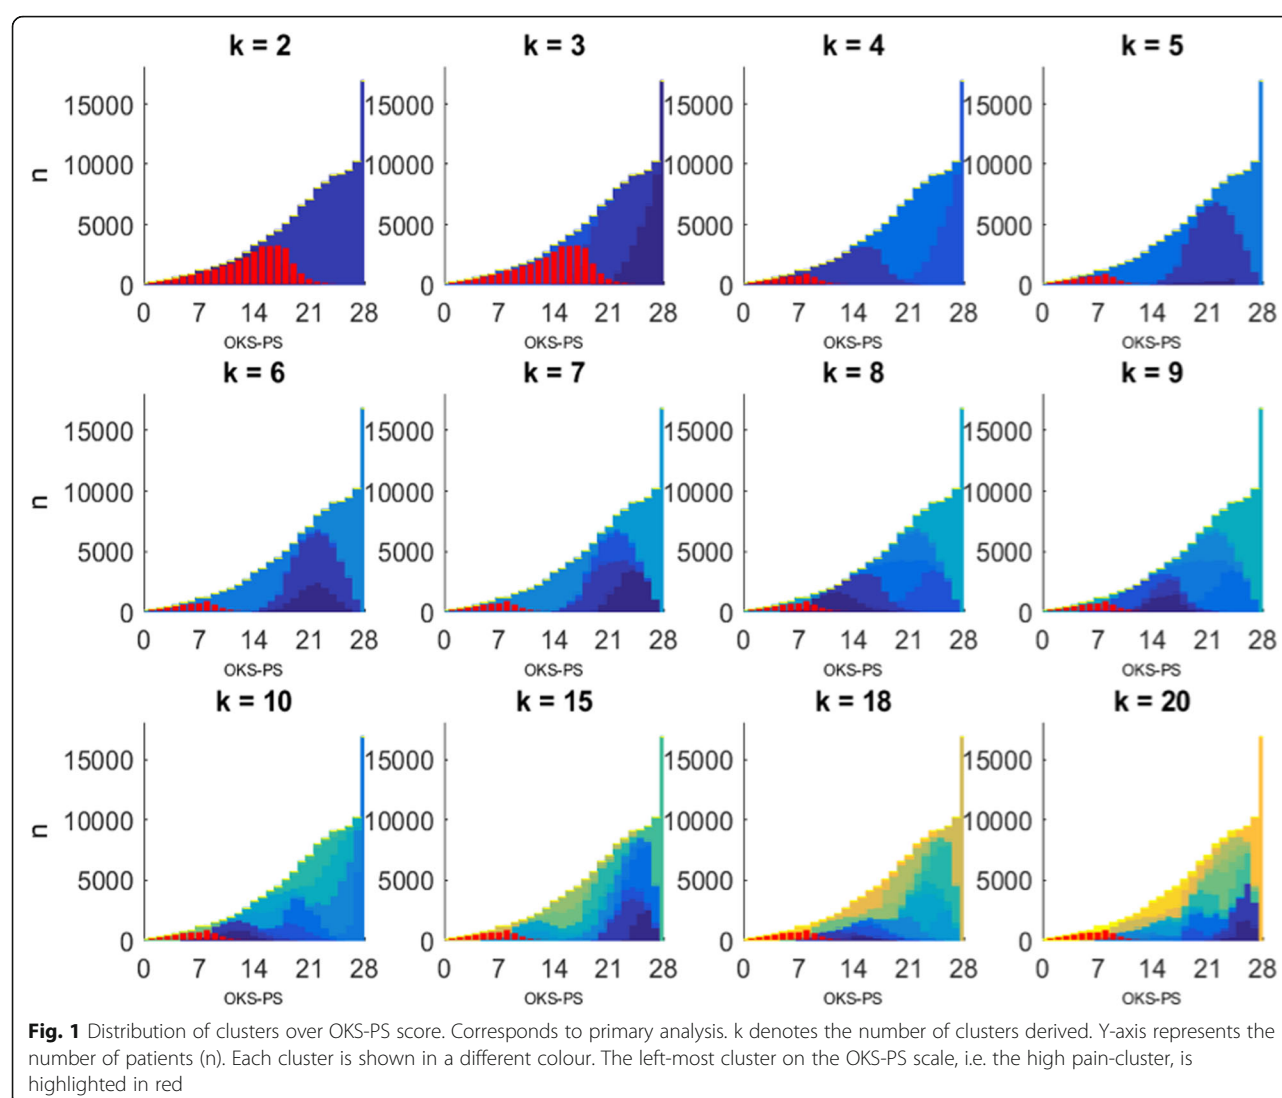 k = 2 k = 3 k = 4 k = 5
15000 15000 15000 15000
10000 10000 10000 10000
n
5000 5000 5000 5000
0 0 0 0
0 7 14 21 28 0 7 14 21 28 0 7 14 21 28 0 7 14 21 28
OKS-PS OKS-PS OKS-PS OKS-PS
k = 6 k = 7 k = 8 k = 9
15000 15000 15000 15000
10000 10000 10000 10000
n
5000 5000 5000 5000
0 0 0 0
0 7 14 21 28 0 7 14 21 28 0 7 14 21 28 0 7 14 21 28
OKS-PS OKS-PS OKS-PS OKS-PS
k = 10 k = 15 k = 18 k = 20
15000 15000 15000 15000
10000 10000 10000 10000
n
5000 5000 5000 5000
0 0 0 0
0 7 14 21 28 0 7 14 21 28 0 7 14 21 28 0 7 14 21 28
OKS-PS OKS-PS OKS-PS OKS-PS
Fig. 1 Distribution of clusters over OKS-PS score. Corresponds to primary analysis. k denotes the number of clusters derived. Y-axis represents the
number of patients (n). Each cluster is shown in a different colour. The left-most cluster on the OKS-PS scale, i.e. the high pain-cluster, is
highlighted in red